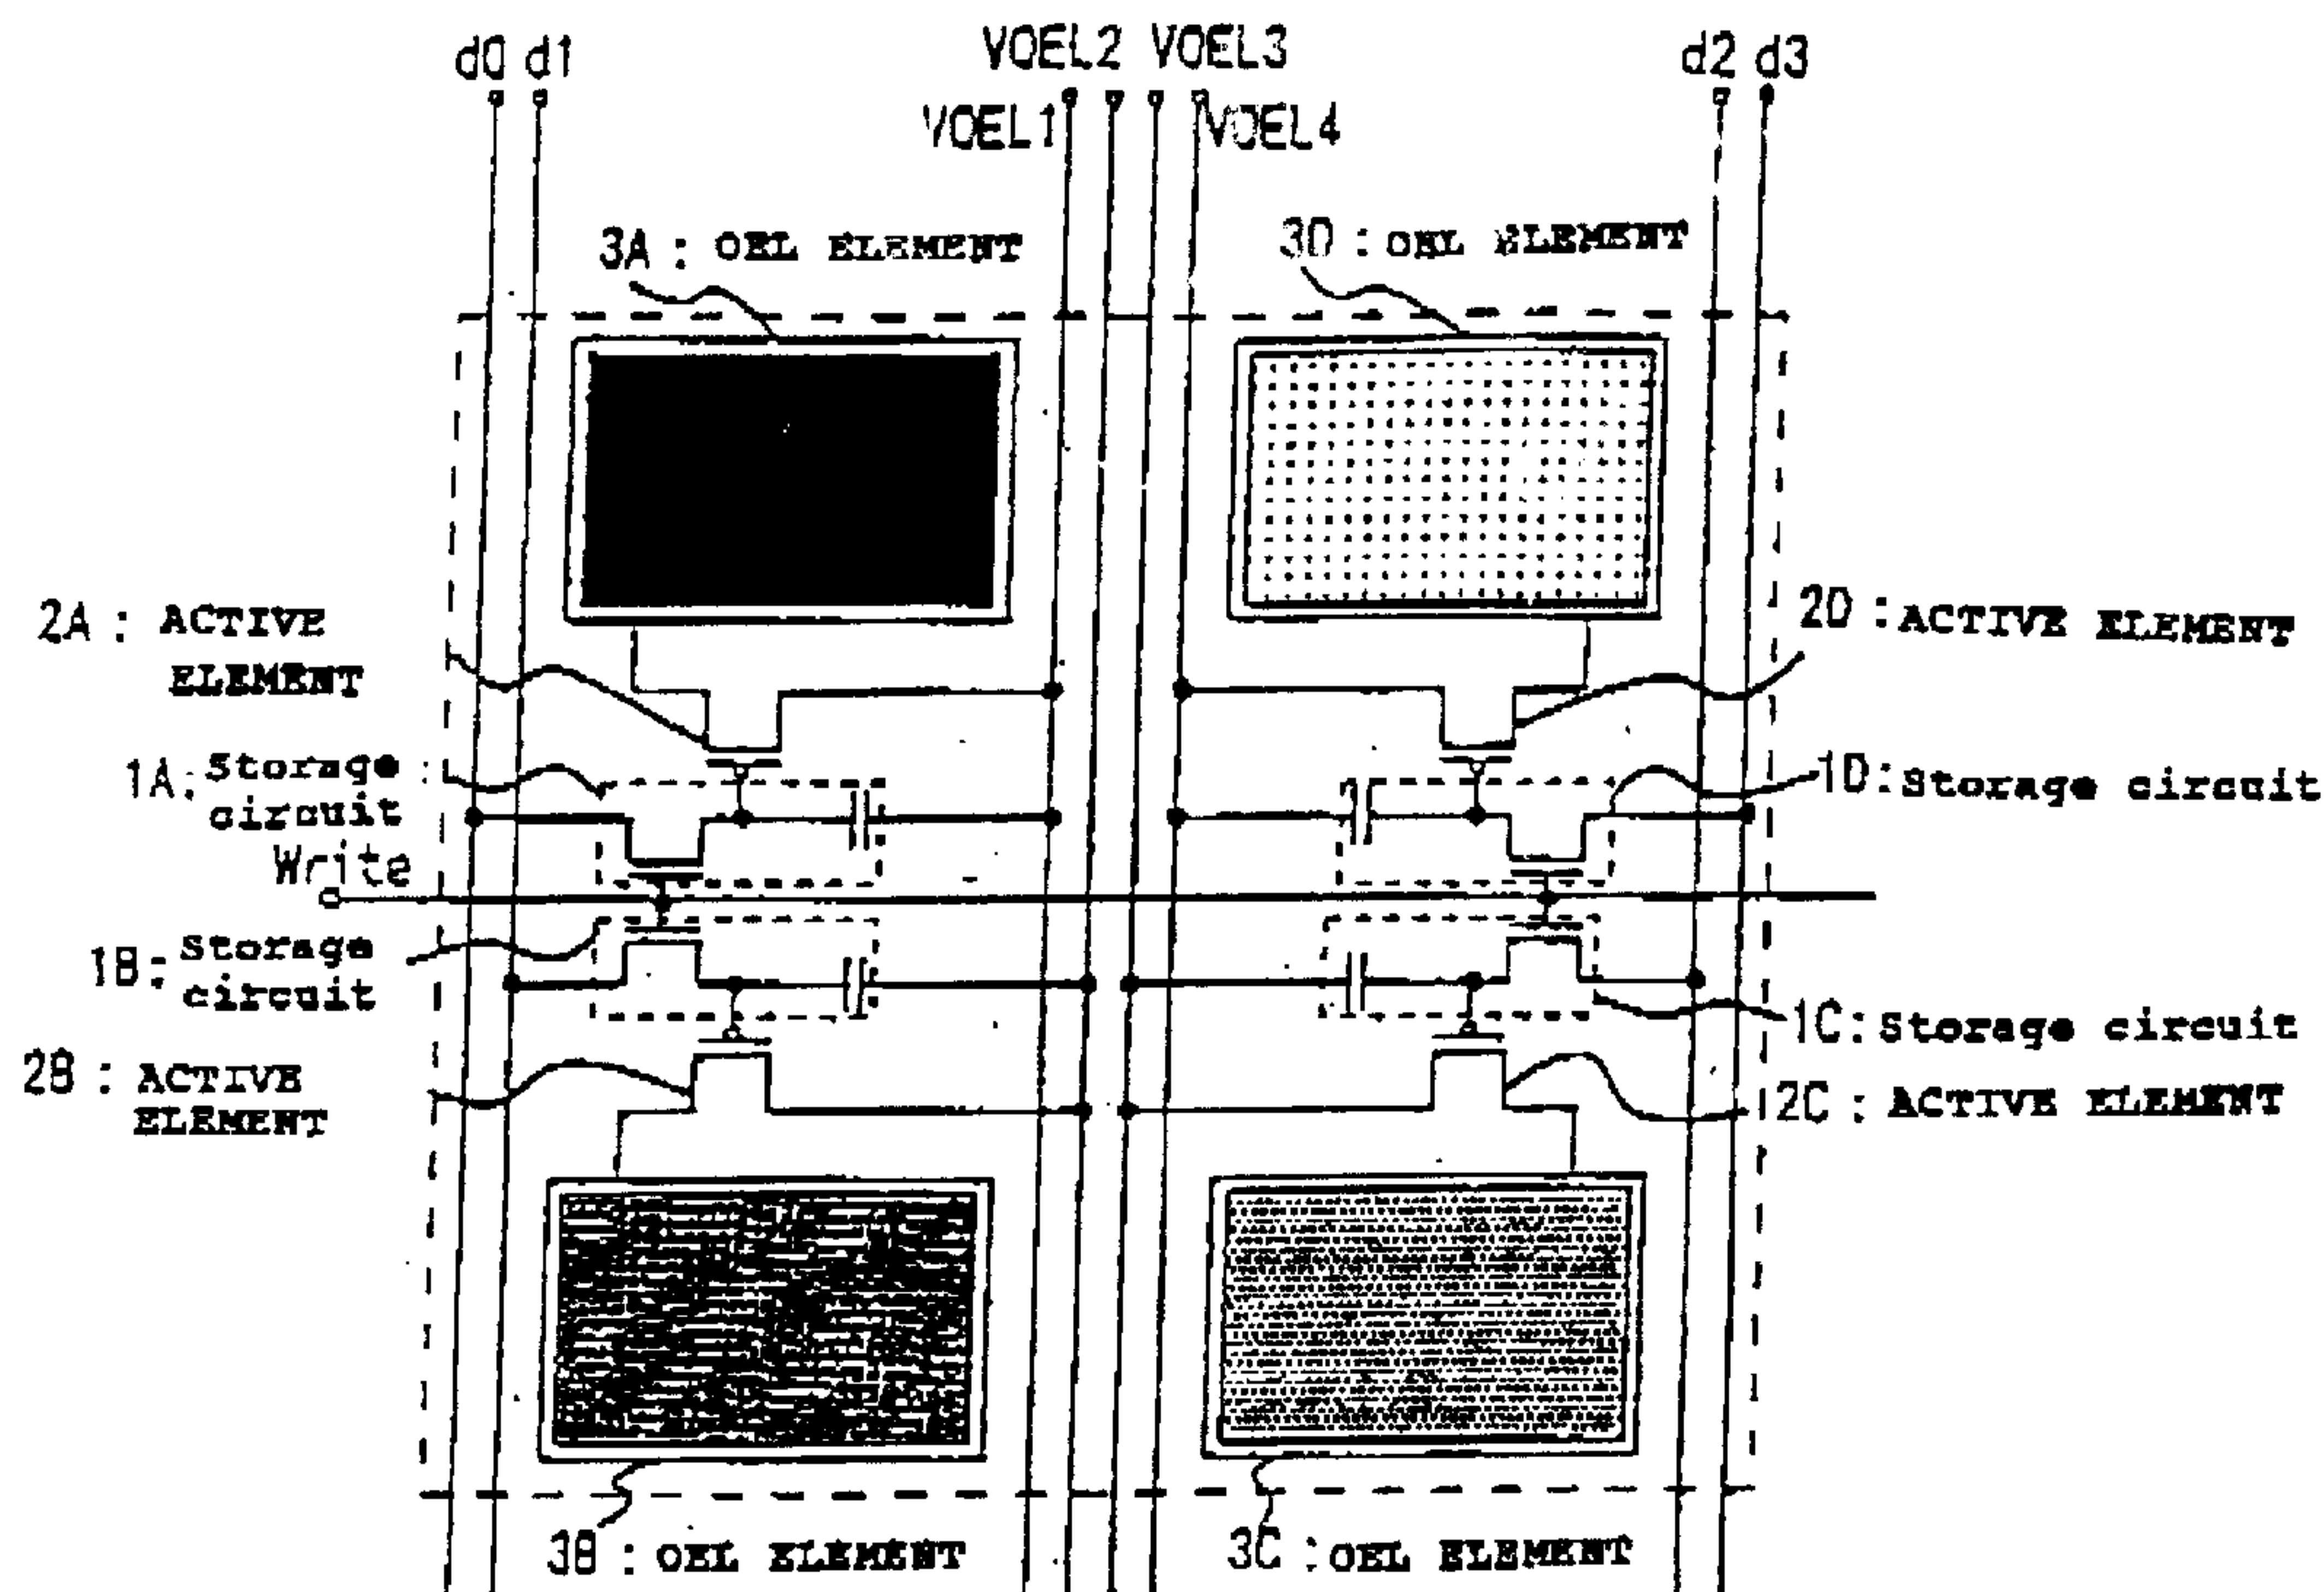 d0 d1
VOEL2 VOEL3
d2 d3
VOEL1
VOEL4
3A : OEL ELEMENT
3D : OEL ELEMENT
2A : ACTIVE
ELEMENT
2D : ACTIVE ELEMENT
1A: Storage
circuit
1D: Storage circuit
Write
1B: Storage
circuit
1C: Storage circuit
2B : ACTIVE
ELEMENT
2C : ACTIVE ELEMENT
3B : OEL ELEMENT
3C : OEL ELEMENT